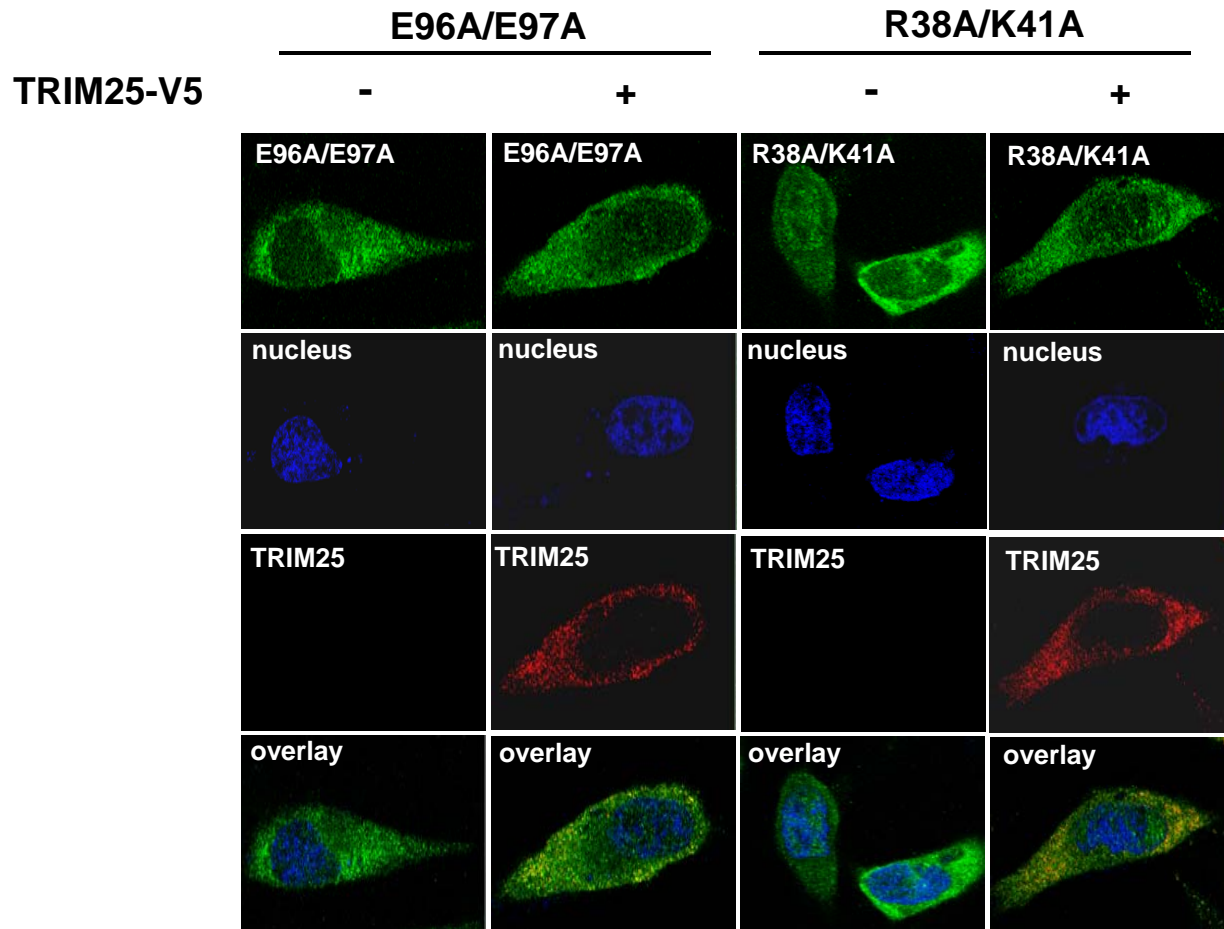 E96A/E97A R38A/K41A
TRIM25-V5 - + - +
E96A/E97A E96A/E97A R38A/K41A R38A/K41A
nucleus nucleus nucleus nucleus
TRIM25 TRIM25 TRIM25 TRIM25
overlay overlay overlay overlay